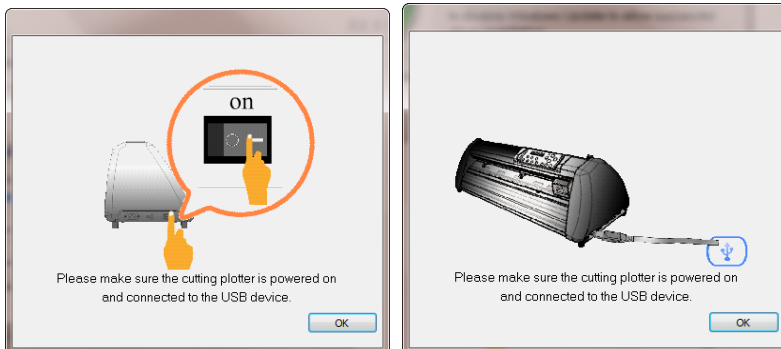 on
Please make sure the cutting plotter is powered on
and connected to the USB device.
OK
Please make sure the cutting plotter is powered on
and connected to the USB device.
OK